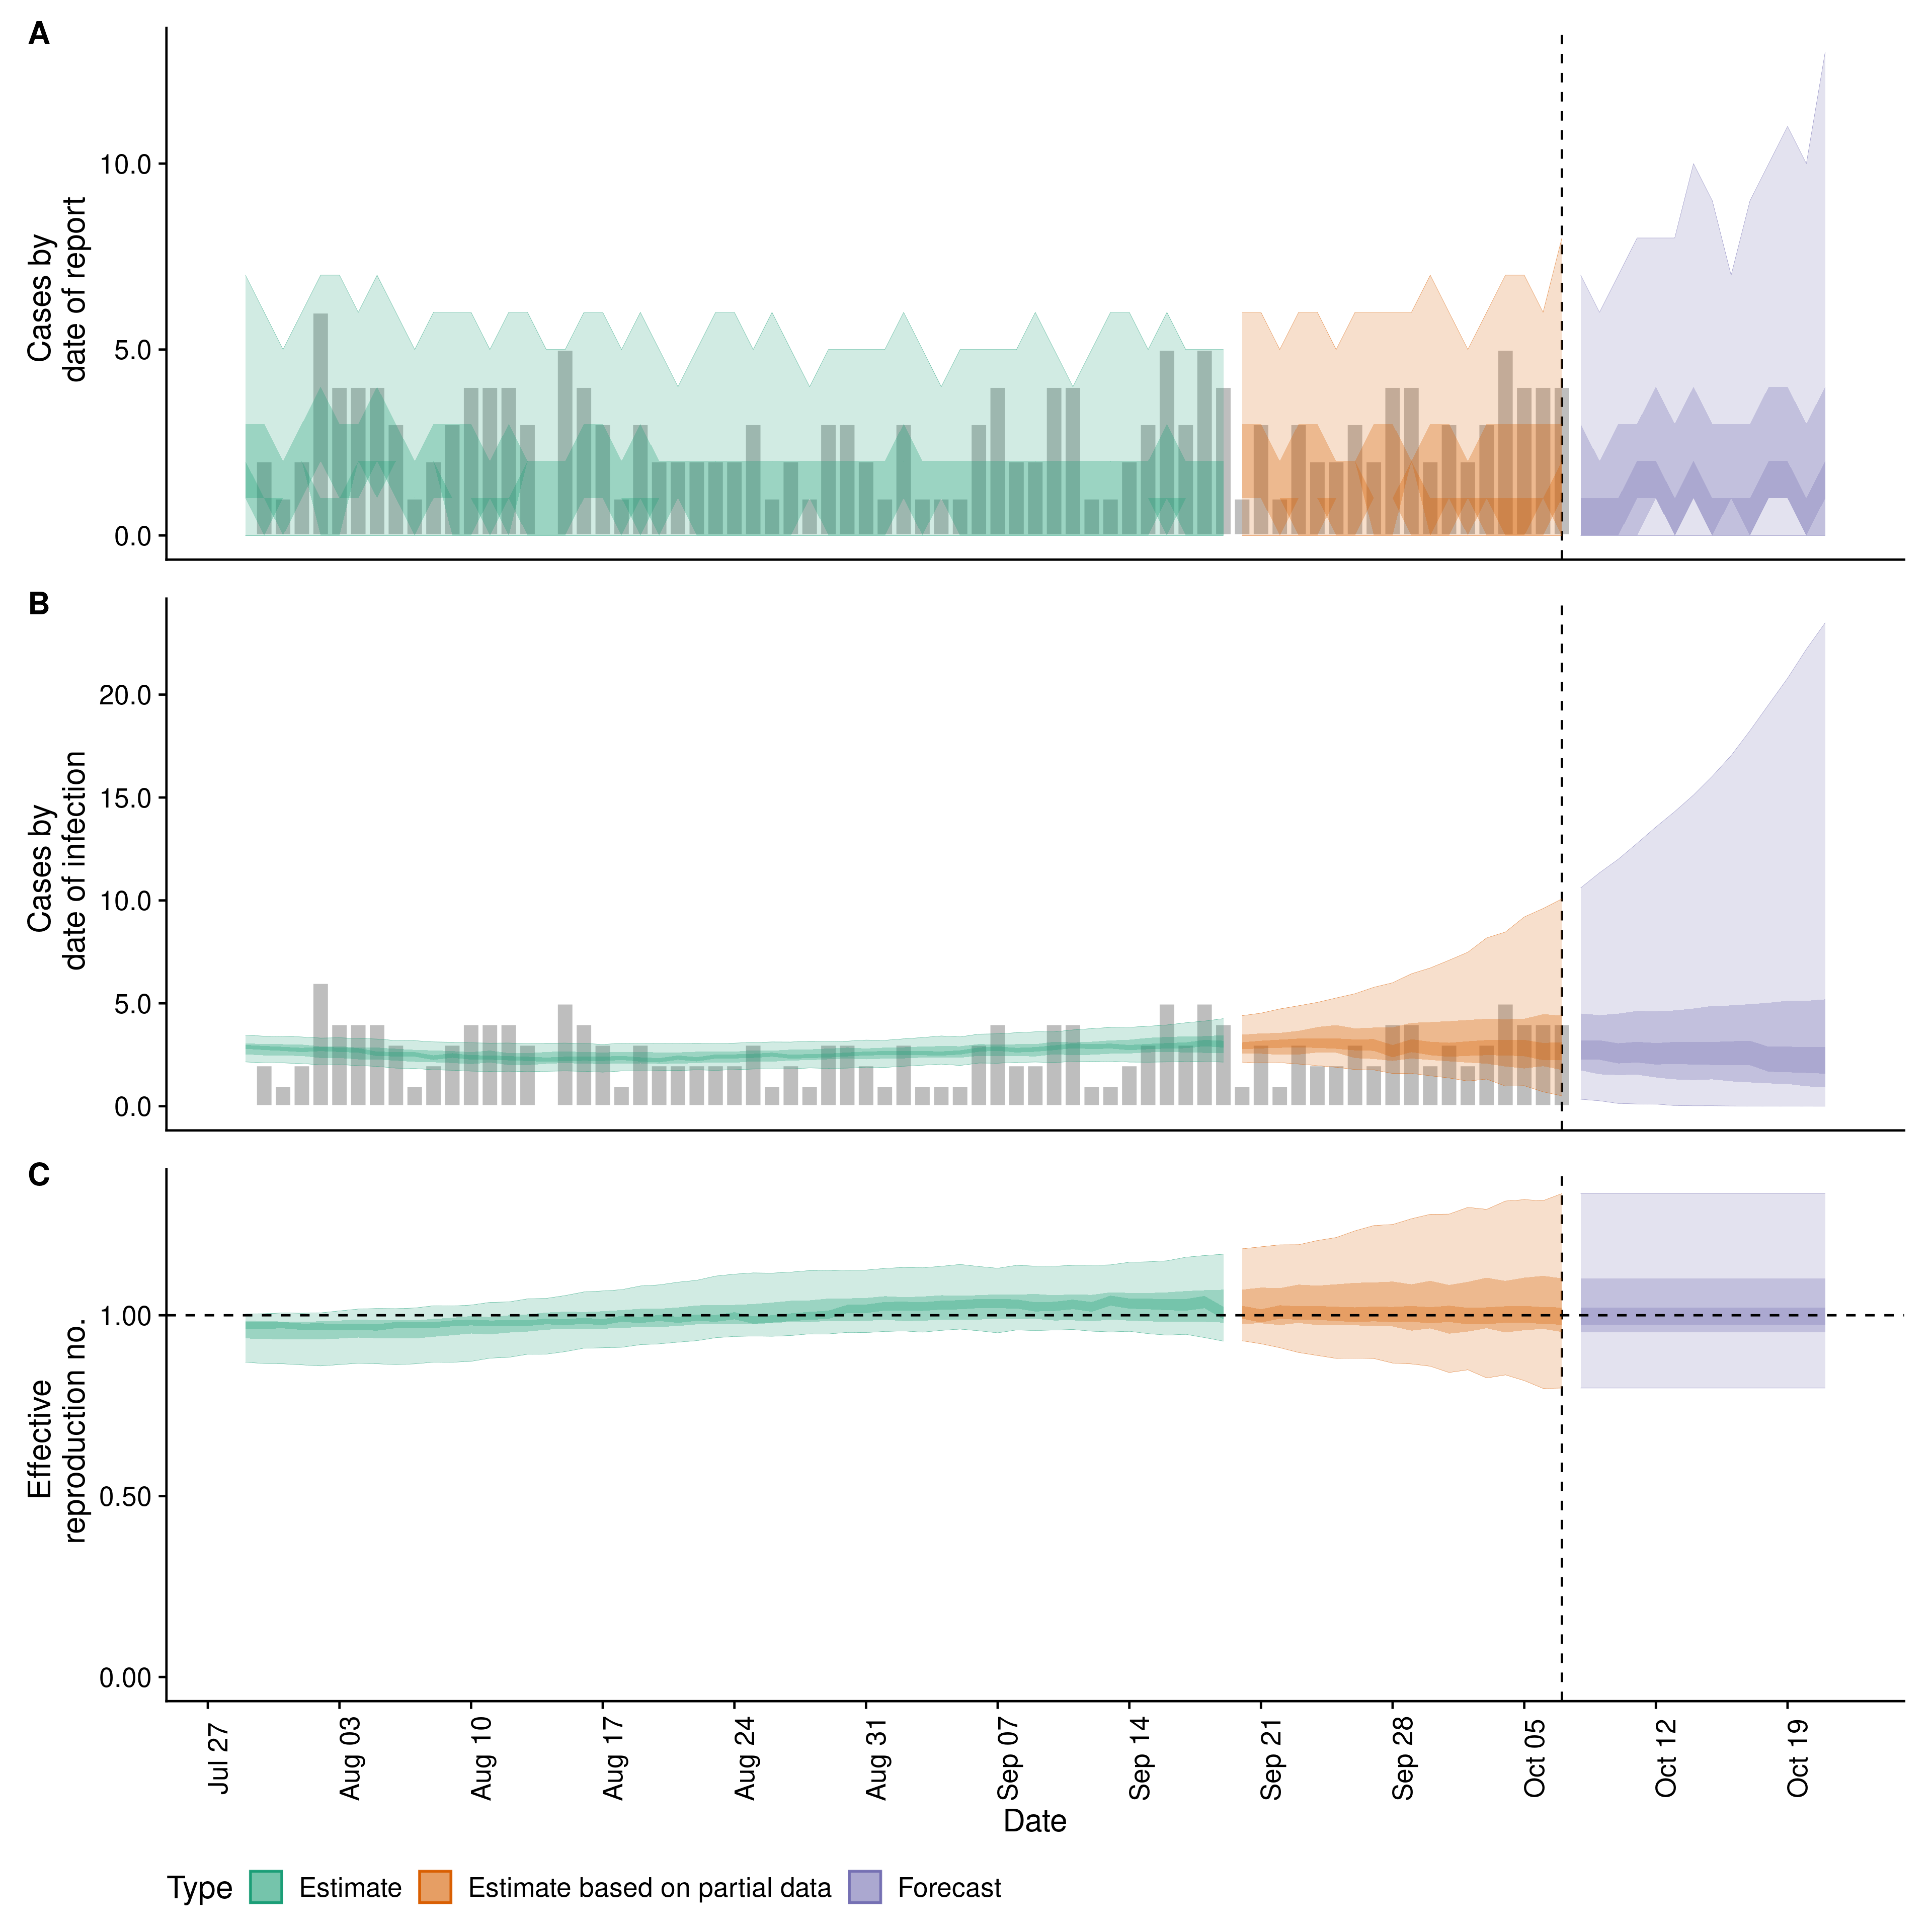 A
Cases by
date of report
10.0
5.0
0.0
B
Cases by
date of infection
20.0
15.0
10.0
5.0
0.0
C
Effective
reproduction no.
1.00
0.50
0.00
Jul 27
Aug 03
Aug 10
Aug 17
Aug 24
Aug 31
Sep 07
Sep 14
Sep 21
Sep 28
Oct 05
Oct 12
Oct 19
Date
Type Estimate Estimate based on partial data Forecast